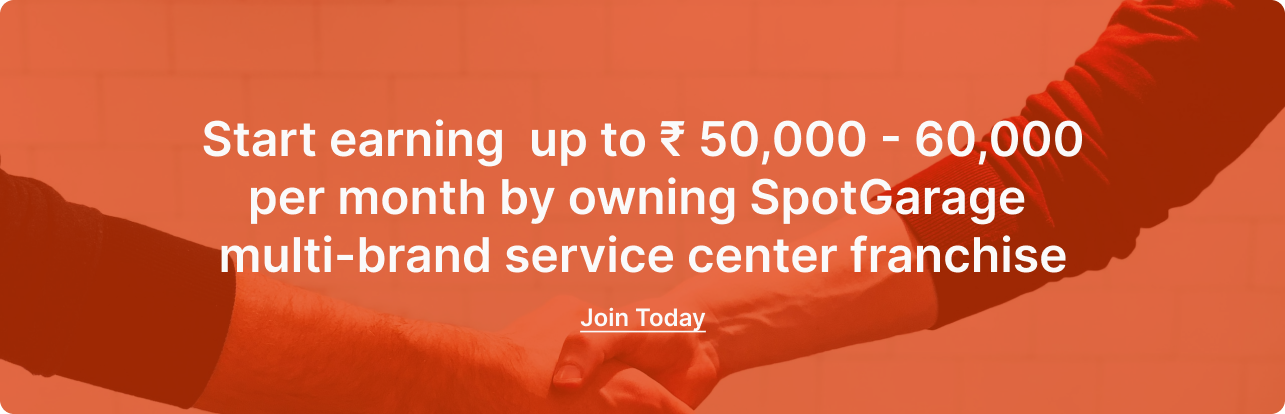 Start earning  up to ₹ 50,000 - 60,000
per month by owning SpotGarage
multi-brand service center franchise
Join Today